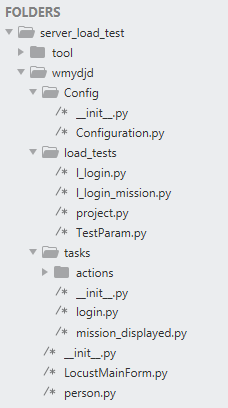 FOLDERS
server_load_test
tool
wmydjd
Config
/* __init__.py
/* Configuration.py
load_tests
/* l_login.py
/* l_login_mission.py
/* project.py
/* TestParam.py
tasks
actions
/* __init__.py
/* login.py
/* mission_displayed.py
/* __init__.py
/* LocustMainForm.py
/* person.py